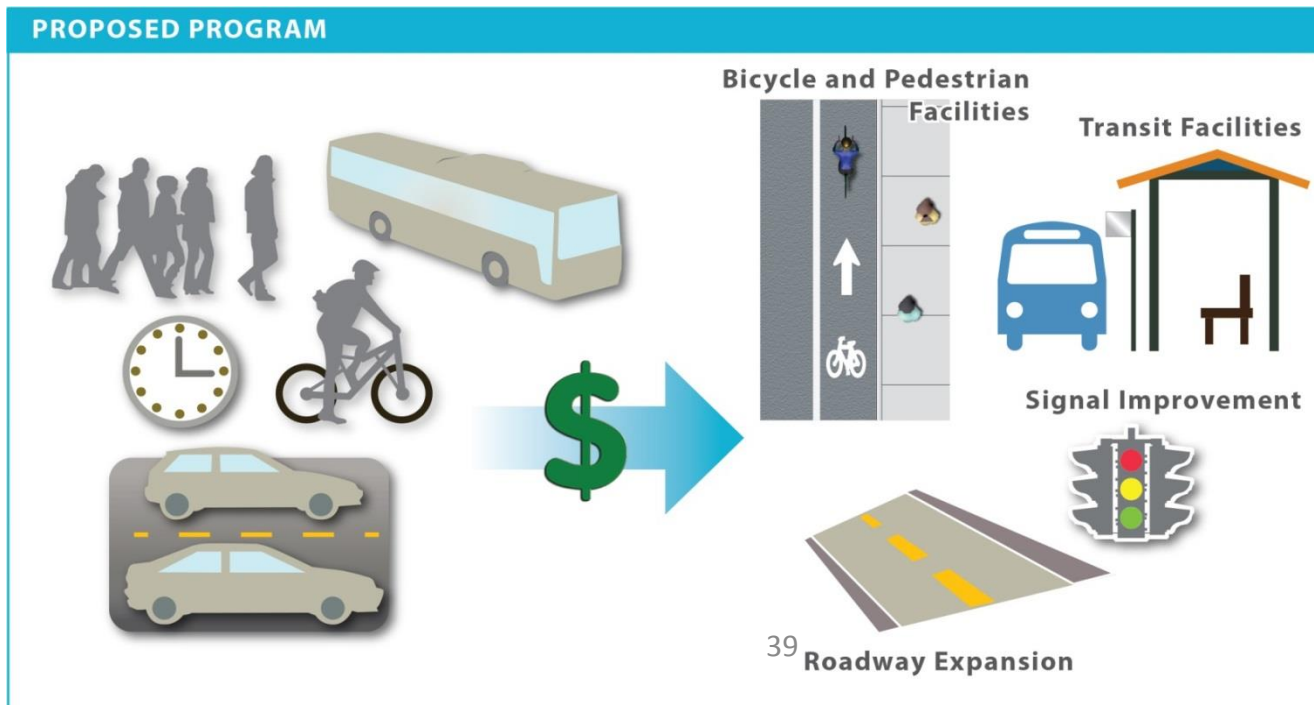 PROPOSED PROGRAM
Bicycle and Pedestrian
Facilities
Transit Facilities
Signal Improvement
$
39
Roadway Expansion